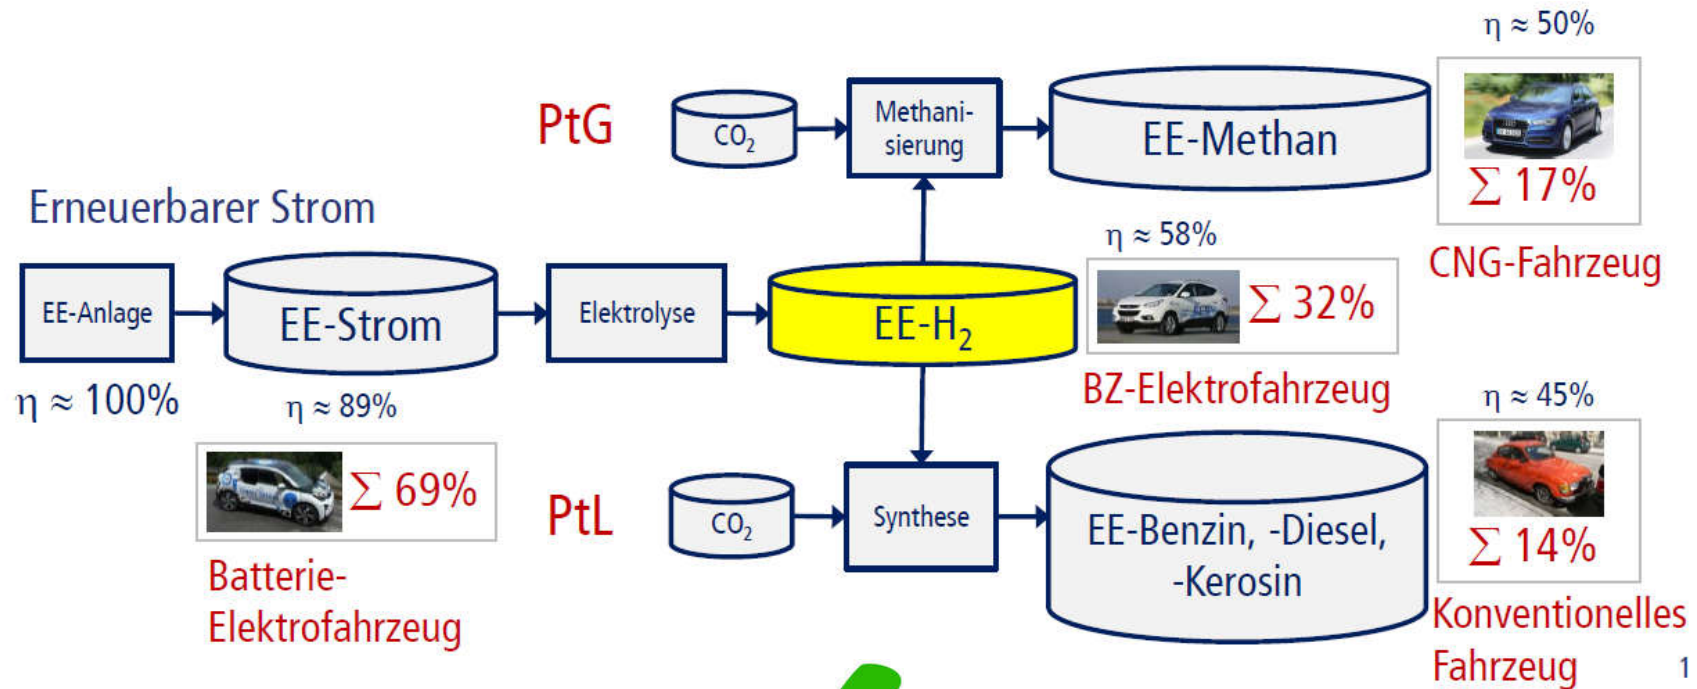 η ≈ 50%
PtG
CO₂
Methani-
sierung
EE-Methan
∑ 17%
CNG-Fahrzeug
Erneuerbarer Strom
η ≈ 58%
EE-Anlage
EE-Strom
Elektrolyse
EE-H₂
∑ 32%
BZ-Elektrofahrzeug
η ≈ 100%
η ≈ 89%
η ≈ 45%
∑ 69%
Batterie-
Elektrofahrzeug
PtL
CO₂
Synthese
EE-Benzin, -Diesel,
-Kerosin
∑ 14%
Konventionelles
Fahrzeug
1